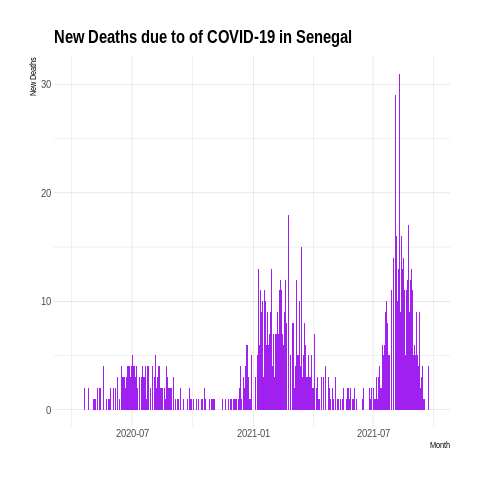 New Deaths due to of COVID-19 in Senegal
New Deaths
30
20
10
0
2020-07
2021-01
2021-07
Month